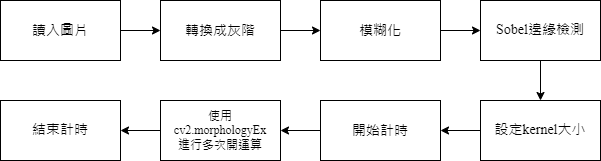 讀入圖片
轉換成灰階
模糊化
Sobel邊緣檢測
設定kernel大小
開始計時
使用
cv2.morphologyEx
進行多次開運算
結束計時